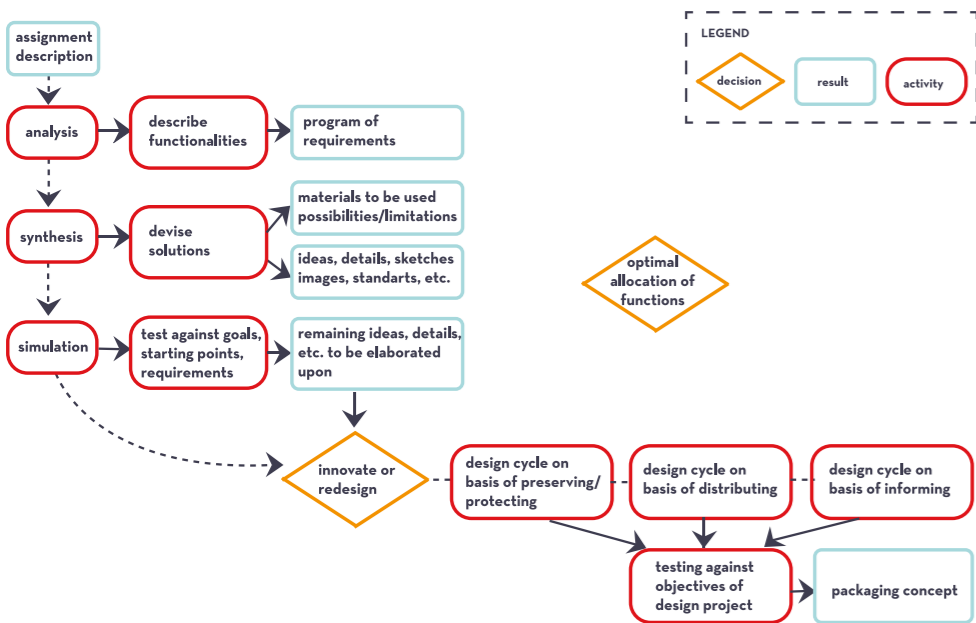 assignment
description
LEGEND
decision
result
activity
analysis
describe
functionalities
program of
requirements
synthesis
devise
solutions
materials to be used
possibilities/limitations
ideas, details, sketches
images, standarts, etc.
optimal
allocation of
functions
simulation
test against goals,
starting points,
requirements
remaining ideas, details,
etc. to be elaborated
upon
innovate or
redesign
design cycle on
basis of preserving/
protecting
design cycle on
basis of distributing
design cycle on
basis of informing
testing against
objectives of
design project
packaging concept